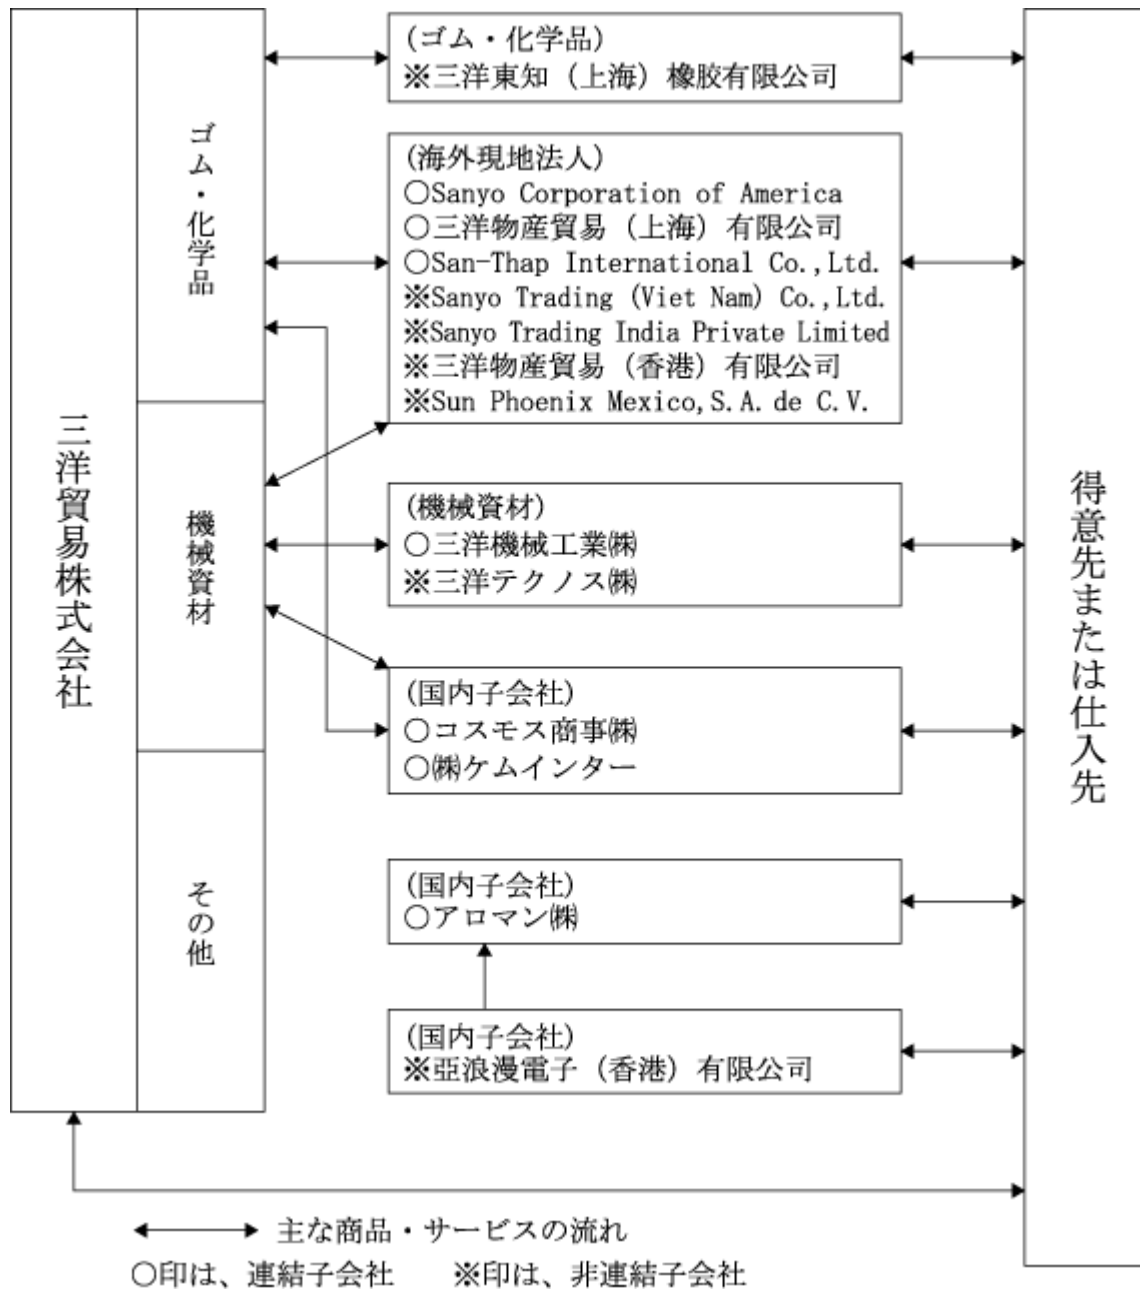 三洋貿易株式会社
ゴム・化学品
機械資材
その他
(ゴム・化学品)
※三洋東知（上海）橡胶有限公司
(海外現地法人)
○Sanyo Corporation of America
○三洋物産貿易（上海）有限公司
○San-Thap International Co.,Ltd.
※Sanyo Trading (Viet Nam) Co.,Ltd.
※Sanyo Trading India Private Limited
※三洋物産貿易（香港）有限公司
※Sun Phoenix Mexico,S.A.de C.V.
(機械資材)
○三洋機械工業㈱
※三洋テクノス㈱
(国内子会社)
○コスモス商事㈱
○㈱ケムインター
(国内子会社)
○アロマン㈱
(国内子会社)
※亞浪漫電子（香港）有限公司
得意先または仕入先
主な商品・サービスの流れ
○印は、連結子会社　※印は、非連結子会社